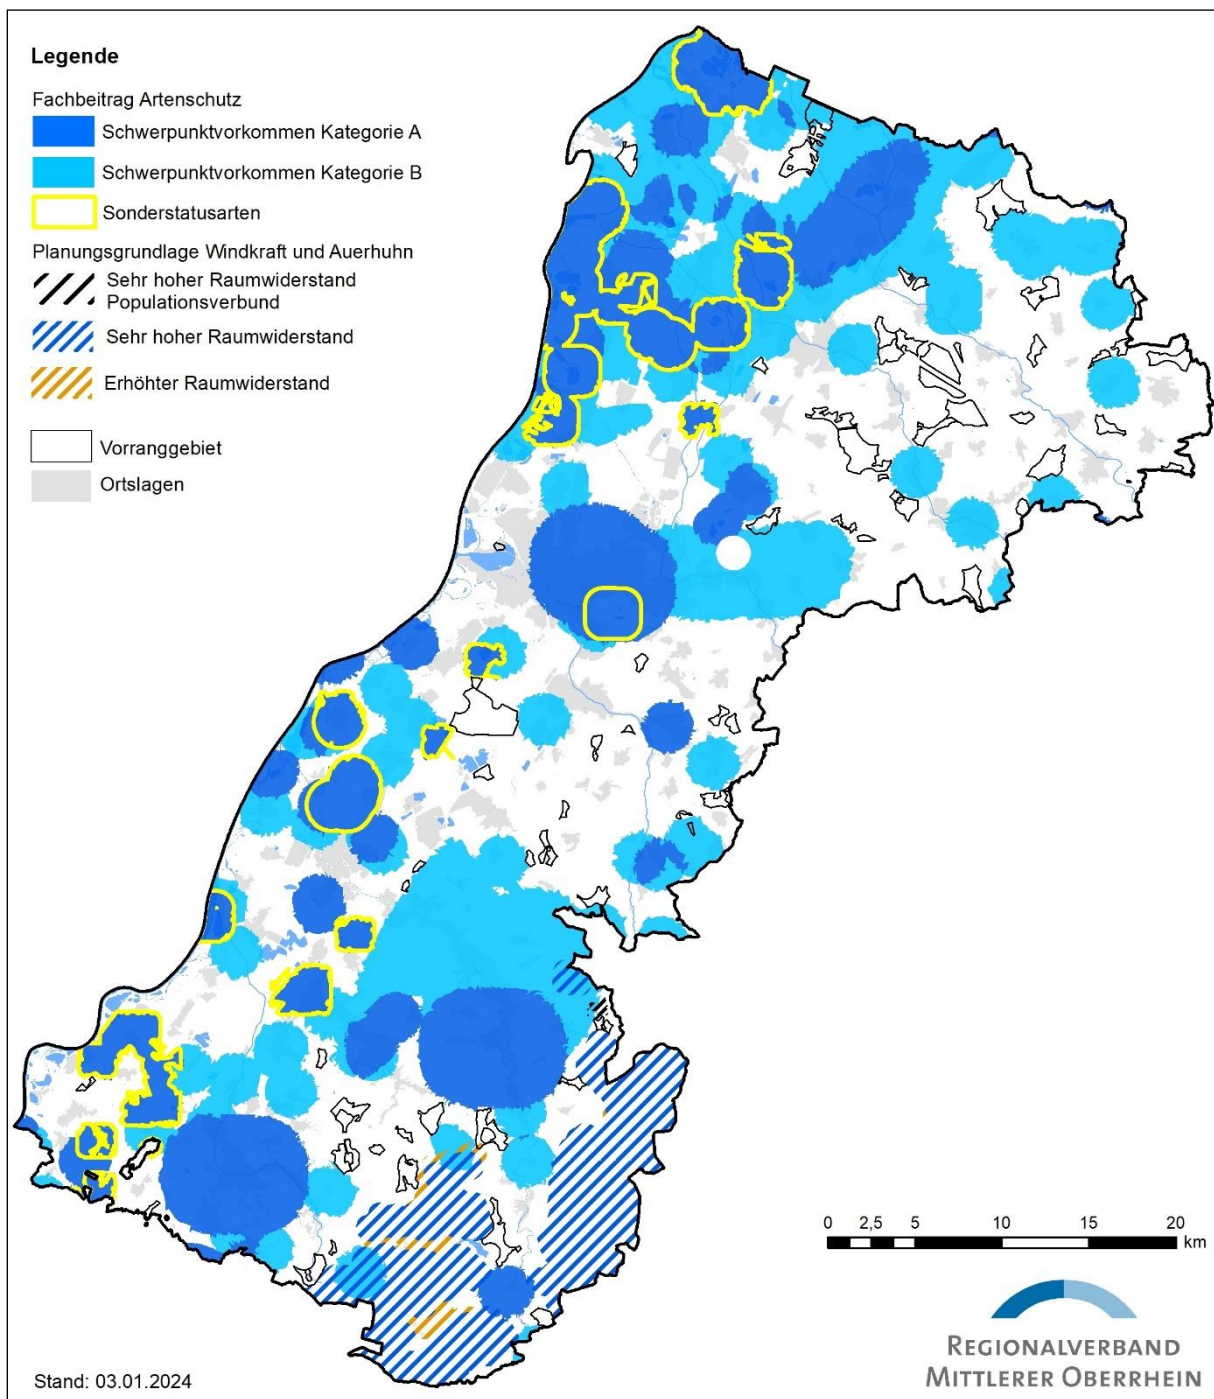 Legende
Fachbeitrag Artenschutz
Schwerpunktvorkommen Kategorie A
Schwerpunktvorkommen Kategorie B
Sonderstatusarten
Planungsgrundlage Windkraft und Auerhuhn
Sehr hoher Raumwiderstand
Populationsverbund
Sehr hoher Raumwiderstand
Erhöhter Raumwiderstand
Vorranggebiet
Ortslagen
0 2,5 5 10 15 20
km
REGIONALVERBAND
MITTLERER OBERRHEIN
Stand: 03.01.2024